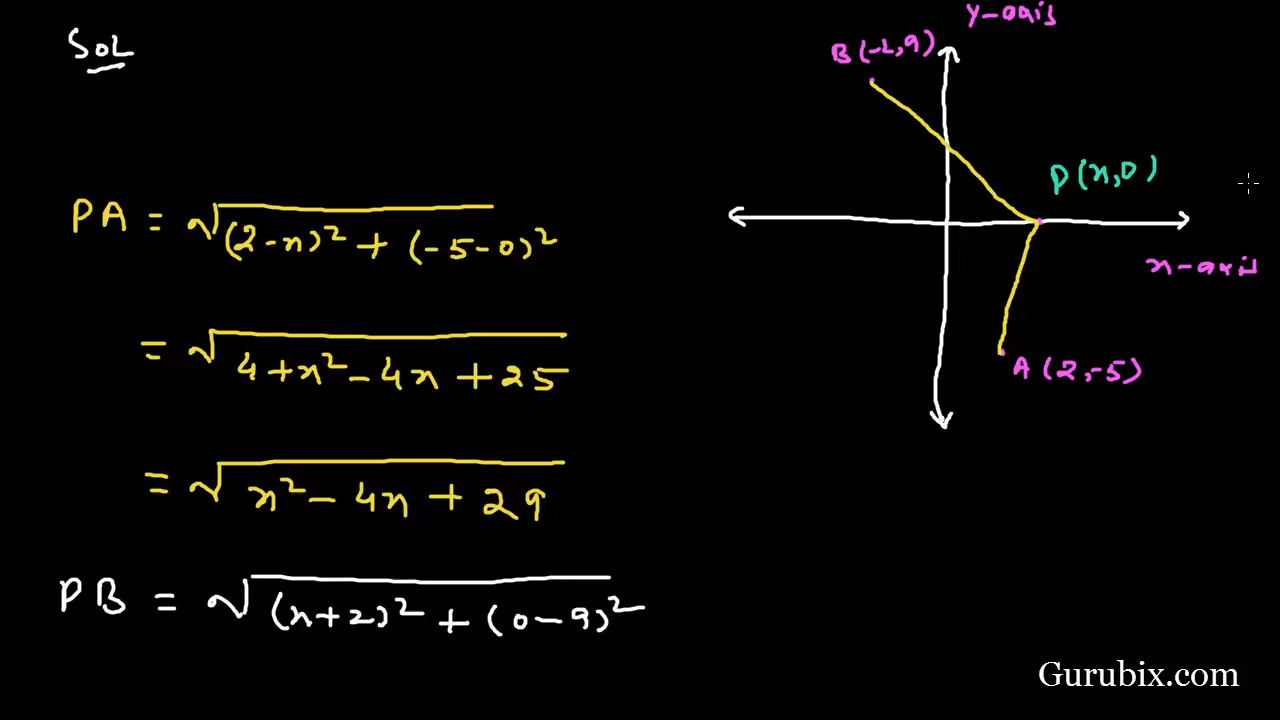 Sol
y-axis
B(-2,9)
P(x,0)
x-axis
A(2,-5)
PA = √(2-x)² + (-5-0)²
= √4+x²-4x+25
= √x²-4x+29
PB = √(x+2)² + (0-9)²
Gurubix.com